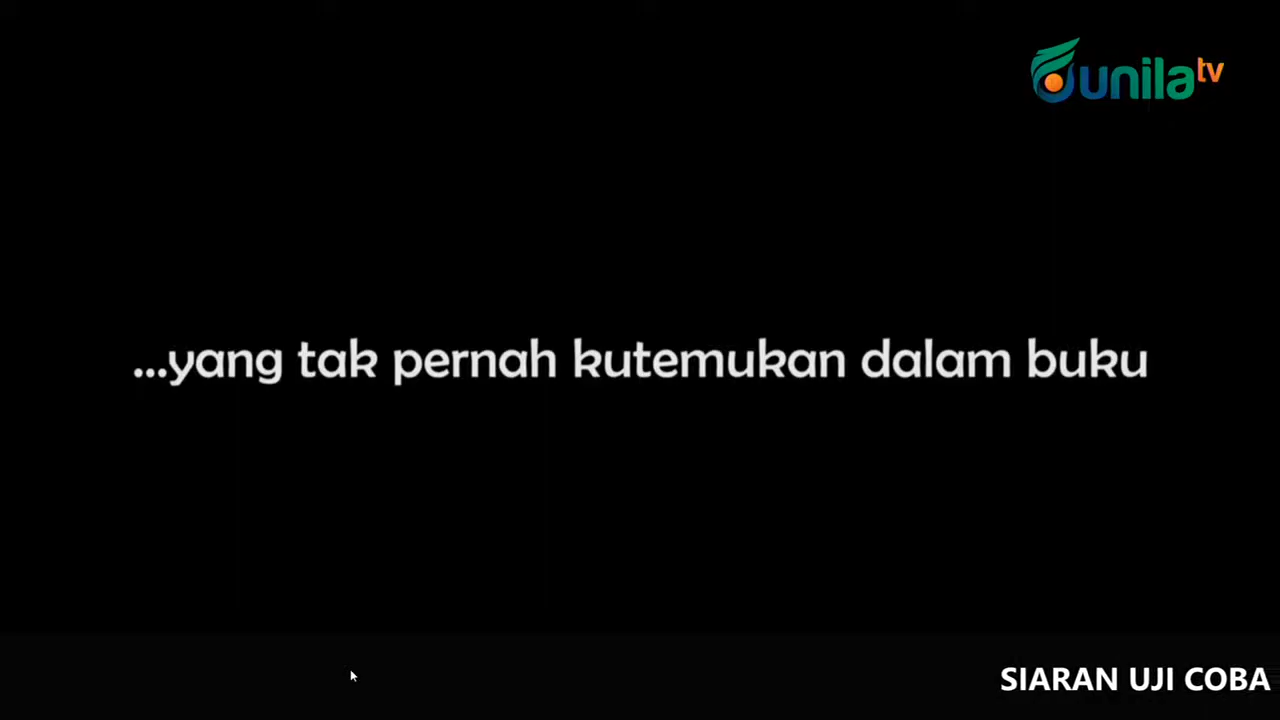 unila tv
...yang tak pernah kutemukan dalam buku
SIARAN UJI COBA